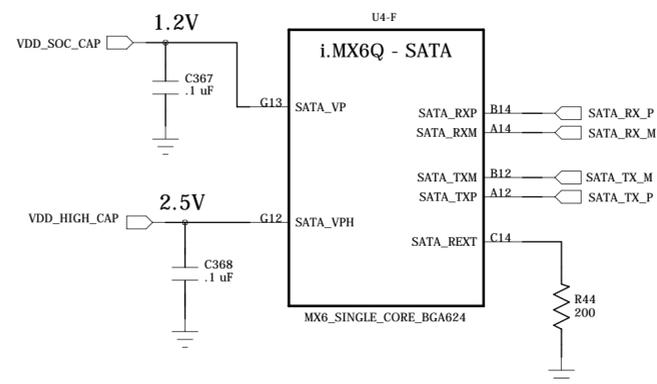 U4-F
1.2V
VDD_SOC_CAP
i.MX6Q - SATA
C367
.1 uF
G13 SATA_VP
SATA_RXP B14 SATA_RX_P
SATA_RXM A14 SATA_RX_M
SATA_TXM B12 SATA_TX_M
SATA_TXP A12 SATA_TX_P
2.5V
VDD_HIGH_CAP
G12 SATA_VPH
SATA_REXT C14
C368
.1 uF
R44
200
MX6_SINGLE_CORE_BGA624